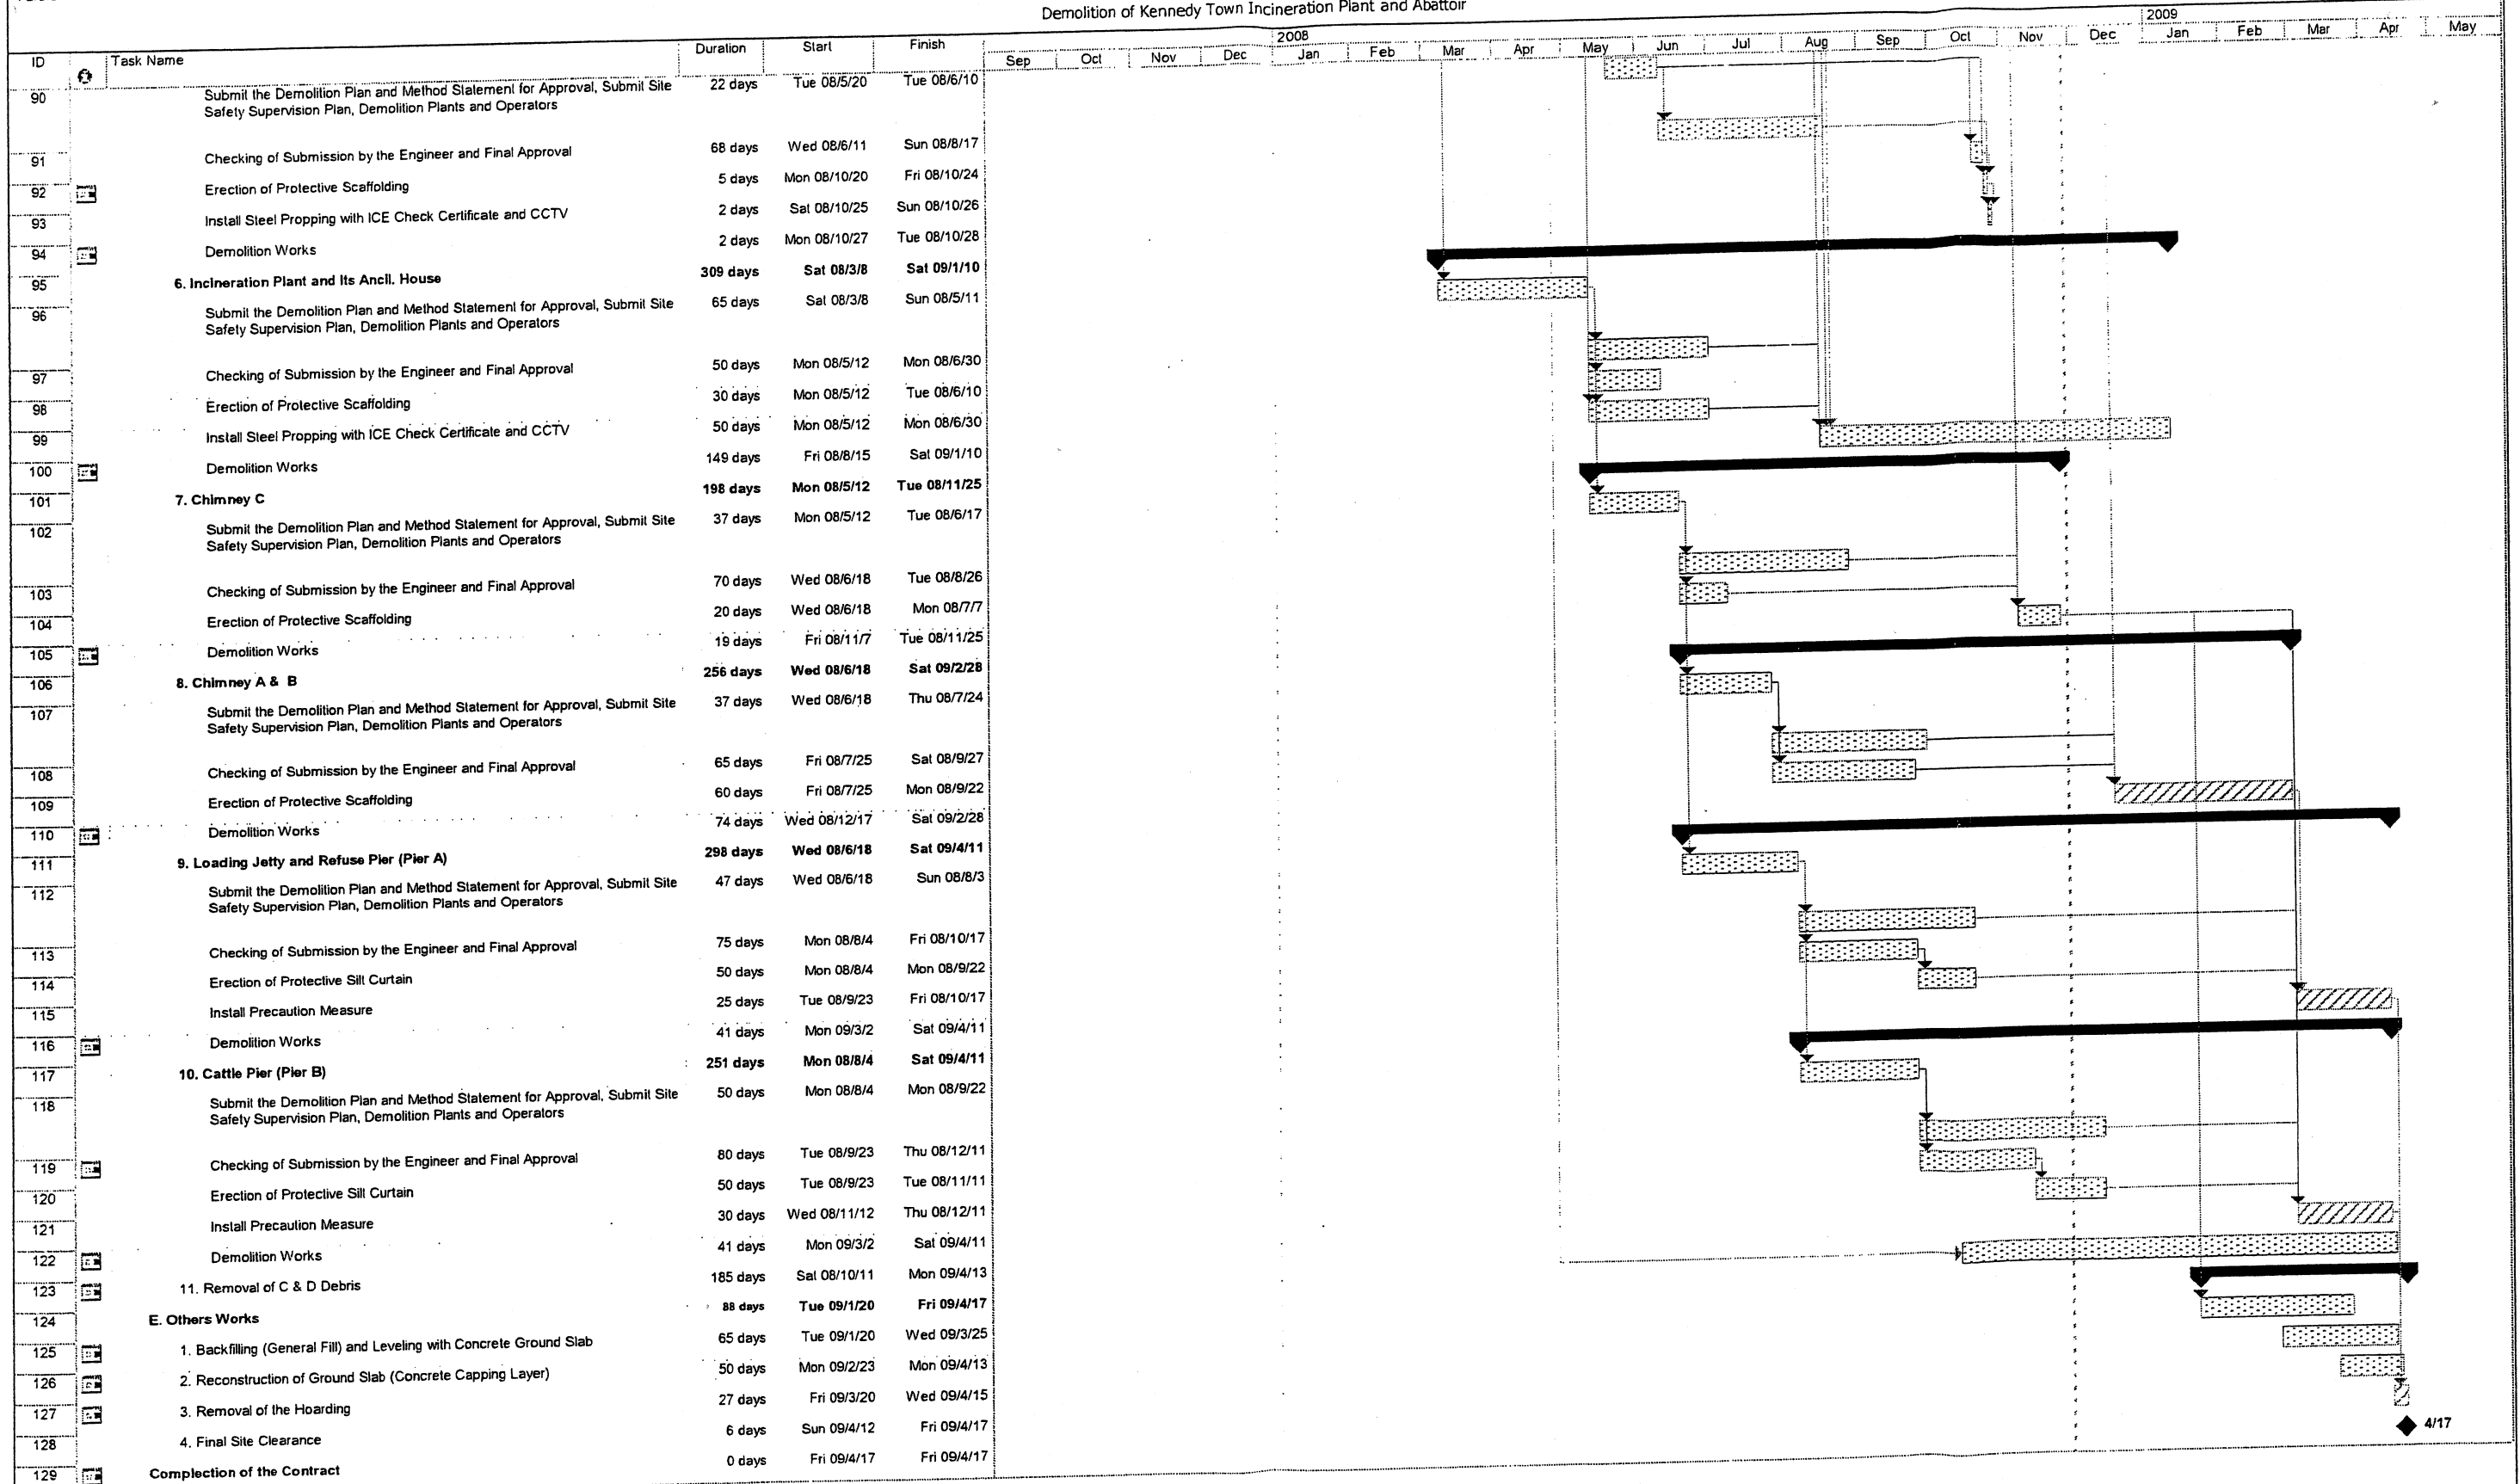 Demolition of Kennedy Town Incineration Plant and Abattoir
ID Task Name Duration Start Finish
2008 2009
Sep Oct Nov Dec Jan Feb Mar Apr May Jun Jul Aug Sep Oct Nov Dec Jan Feb Mar Apr May
90 Submit the Demolition Plan and Method Statement for Approval, Submit Site 22 days Tue 08/5/20 Tue 08/6/10
Safety Supervision Plan, Demolition Plants and Operators
91 Checking of Submission by the Engineer and Final Approval 68 days Wed 08/6/11 Sun 08/8/17
92 Erection of Protective Scaffolding 5 days Mon 08/10/20 Fri 08/10/24
93 Install Steel Propping with ICE Check Certificate and CCTV 2 days Sat 08/10/25 Sun 08/10/26
94 Demolition Works 2 days Mon 08/10/27 Tue 08/10/28
95 6. Incineration Plant and Its Ancil. House 309 days Sat 08/3/8 Sat 09/1/10
96 Submit the Demolition Plan and Method Statement for Approval, Submit Site 65 days Sat 08/3/8 Sun 08/5/11
Safety Supervision Plan, Demolition Plants and Operators
97 Checking of Submission by the Engineer and Final Approval 50 days Mon 08/5/12 Mon 08/6/30
98 Erection of Protective Scaffolding 30 days Mon 08/5/12 Tue 08/6/10
99 Install Steel Propping with ICE Check Certificate and CCTV 50 days Mon 08/5/12 Mon 08/6/30
100 Demolition Works 149 days Fri 08/8/15 Sat 09/1/10
101 7. Chimney C 198 days Mon 08/5/12 Tue 08/11/25
102 Submit the Demolition Plan and Method Statement for Approval, Submit Site 37 days Mon 08/5/12 Tue 08/6/17
Safety Supervision Plan, Demolition Plants and Operators
103 Checking of Submission by the Engineer and Final Approval 70 days Wed 08/6/18 Tue 08/8/26
104 Erection of Protective Scaffolding 20 days Wed 08/6/18 Mon 08/7/7
105 Demolition Works 19 days Fri 08/11/7 Tue 08/11/25
106 8. Chimney A & B 256 days Wed 08/6/18 Sat 09/2/28
107 Submit the Demolition Plan and Method Statement for Approval, Submit Site 37 days Wed 08/6/18 Thu 08/7/24
Safety Supervision Plan, Demolition Plants and Operators
108 Checking of Submission by the Engineer and Final Approval 65 days Fri 08/7/25 Sat 08/9/27
109 Erection of Protective Scaffolding 60 days Fri 08/7/25 Mon 08/9/22
110 Demolition Works 74 days Wed 08/12/17 Sat 09/2/28
111 9. Loading Jetty and Refuse Pier (Pier A) 298 days Wed 08/6/18 Sat 09/4/11
112 Submit the Demolition Plan and Method Statement for Approval, Submit Site 47 days Wed 08/6/18 Sun 08/8/3
Safety Supervision Plan, Demolition Plants and Operators
113 Checking of Submission by the Engineer and Final Approval 75 days Mon 08/8/4 Fri 08/10/17
114 Erection of Protective Sill Curtain 50 days Mon 08/8/4 Mon 08/9/22
115 Install Precaution Measure 25 days Tue 08/9/23 Fri 08/10/17
116 Demolition Works 41 days Mon 09/3/2 Sat 09/4/11
117 10. Cattle Pier (Pier B) 251 days Mon 08/8/4 Sat 09/4/11
118 Submit the Demolition Plan and Method Statement for Approval, Submit Site 50 days Mon 08/8/4 Mon 08/9/22
Safety Supervision Plan, Demolition Plants and Operators
119 Checking of Submission by the Engineer and Final Approval 80 days Tue 08/9/23 Thu 08/12/11
120 Erection of Protective Sill Curtain 50 days Tue 08/9/23 Tue 08/11/11
121 Install Precaution Measure 30 days Wed 08/11/12 Thu 08/12/11
122 Demolition Works 41 days Mon 09/3/2 Sat 09/4/11
123 11. Removal of C & D Debris 185 days Sat 08/10/11 Mon 09/4/13
124 E. Others Works 88 days Tue 09/1/20 Fri 09/4/17
125 1. Backfilling (General Fill) and Leveling with Concrete Ground Slab 65 days Tue 09/1/20 Wed 09/3/25
126 2. Reconstruction of Ground Slab (Concrete Capping Layer) 50 days Mon 09/2/23 Mon 09/4/13
127 3. Removal of the Hoarding 27 days Fri 09/3/20 Wed 09/4/15
128 4. Final Site Clearance 6 days Sun 09/4/12 Fri 09/4/17
129 Complection of the Contract 0 days Fri 09/4/17 Fri 09/4/17
4/17